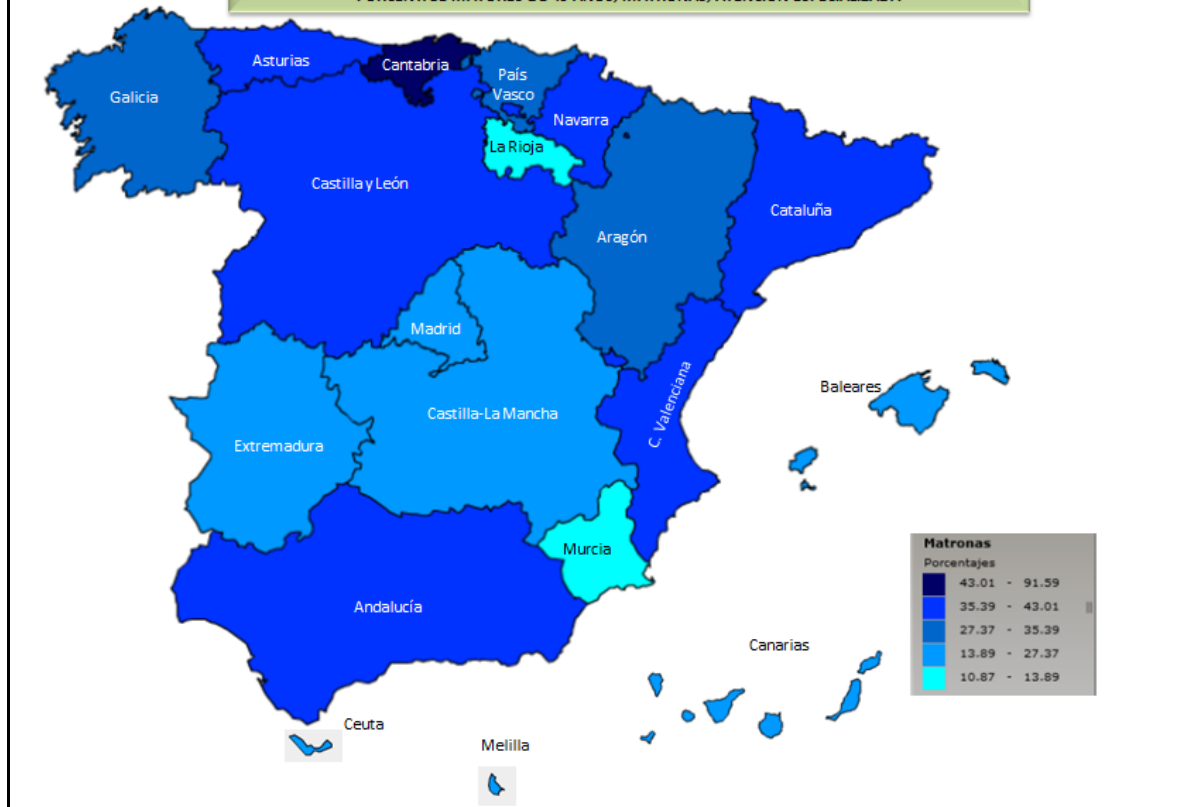 Asturias
Cantabria
País
Vasco
Galicia
Navarra
La Rioja
Castilla y León
Cataluña
Aragón
Madrid
Baleares
C. Valenciana
Castilla-La Mancha
Extremadura
Murcia
Andalucía
Canarias
Ceuta
Melilla
Matronas
Porcentajes
43.01 - 91.59
35.39 - 43.01
27.37 - 35.39
13.89 - 27.37
10.87 - 13.89